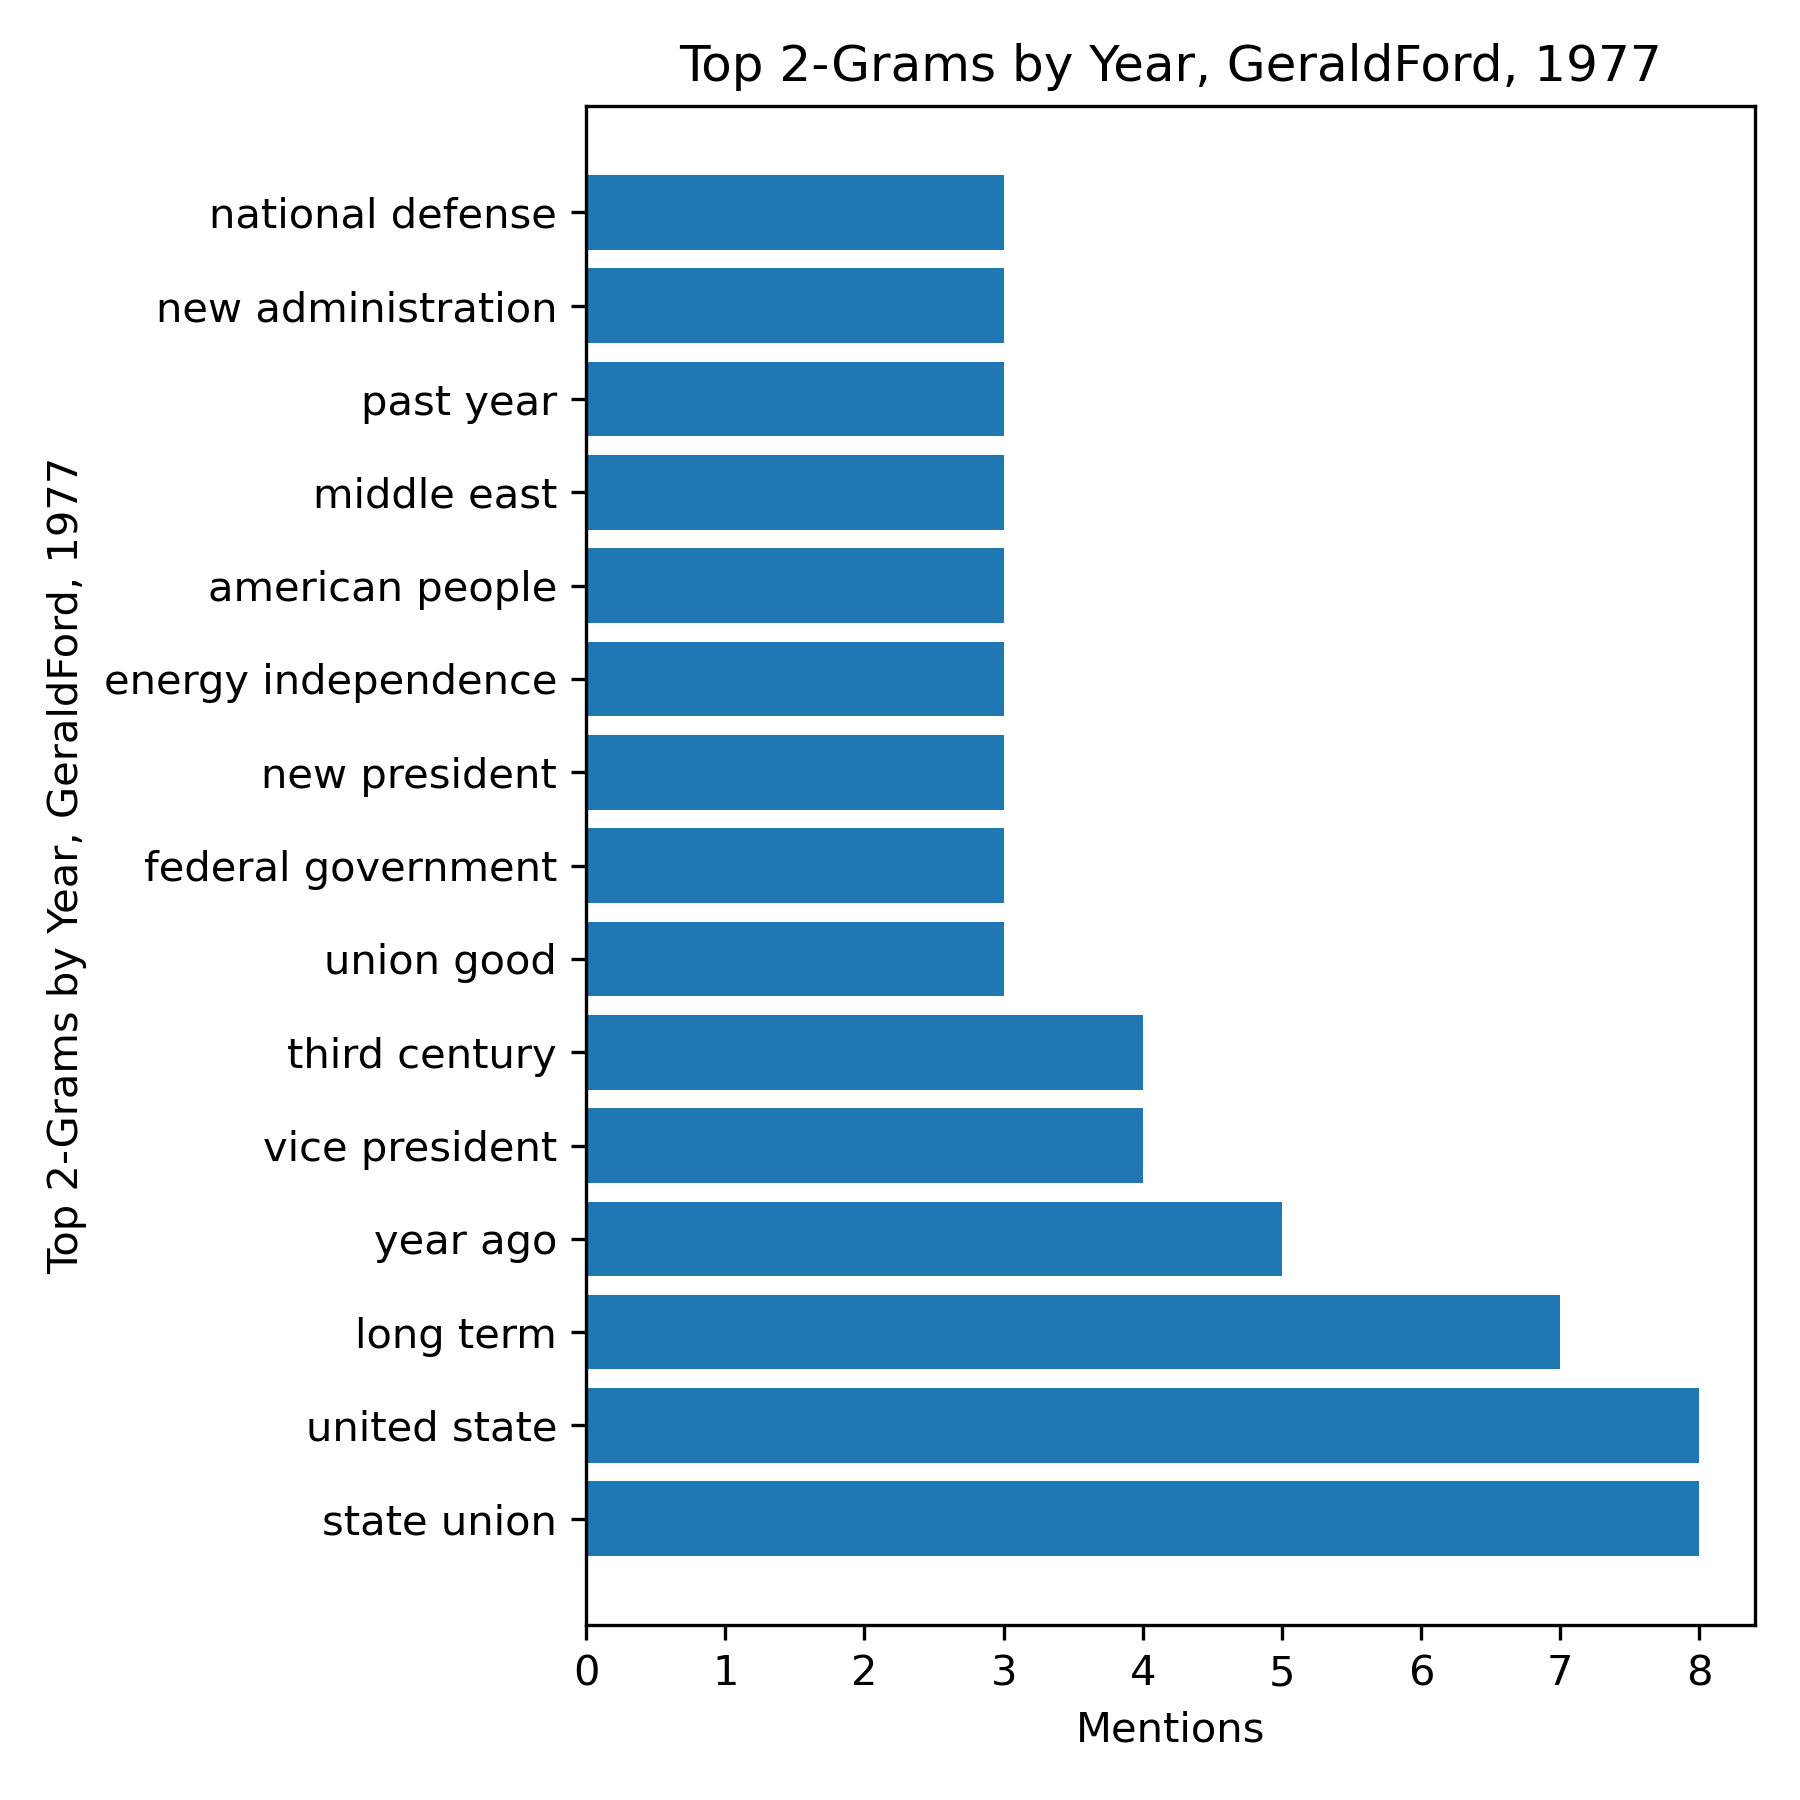 Top 2-Grams by Year, GeraldFord, 1977
Top 2-Grams by Year, GeraldFord, 1977
national defense
new administration
past year
middle east
american people
energy independence
new president
federal government
union good
third century
vice president
year ago
long term
united state
state union
0 1 2 3 4 5 6 7 8
Mentions